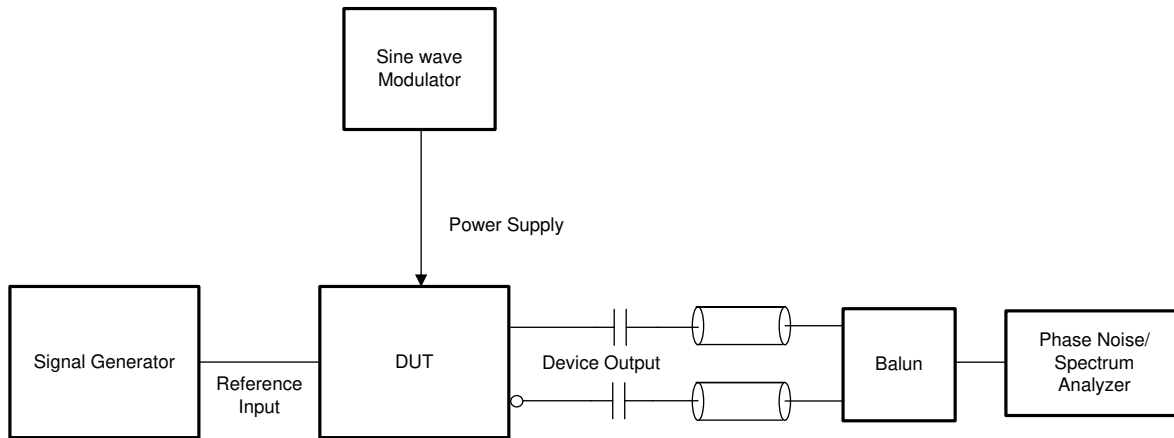 Sine wave
Modulator
Power Supply
Signal Generator
Reference
Input
DUT
Device Output
Balun
Phase Noise/
Spectrum
Analyzer